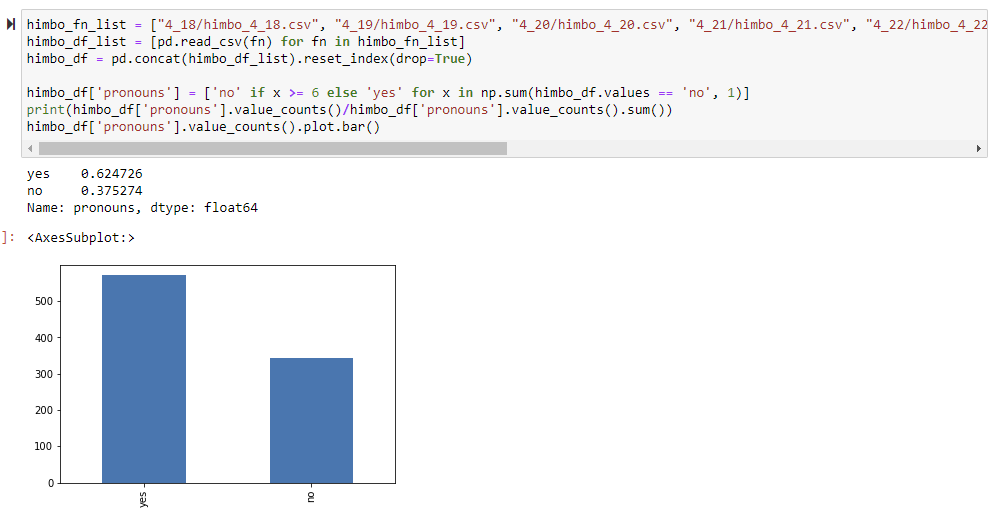 himbo_fn_list = ["4_18/himbo_4_18.csv", "4_19/himbo_4_19.csv", "4_20/himbo_4_20.csv", "4_21/himbo_4_21.csv", "4_22/himbo_4_22
himbo_df_list = [pd.read_csv(fn) for fn in himbo_fn_list]
himbo_df = pd.concat(himbo_df_list).reset_index(drop=True)
himbo_df['pronouns'] = ['no' if x >= 6 else 'yes' for x in np.sum(himbo_df.values == 'no', 1)]
print(himbo_df['pronouns'].value_counts()/himbo_df['pronouns'].value_counts().sum())
himbo_df['pronouns'].value_counts().plot.bar()
yes 0.624726
no 0.375274
Name: pronouns, dtype: float64
]: <AxesSubplot:>
500
400
300
200
100
0
yes
no